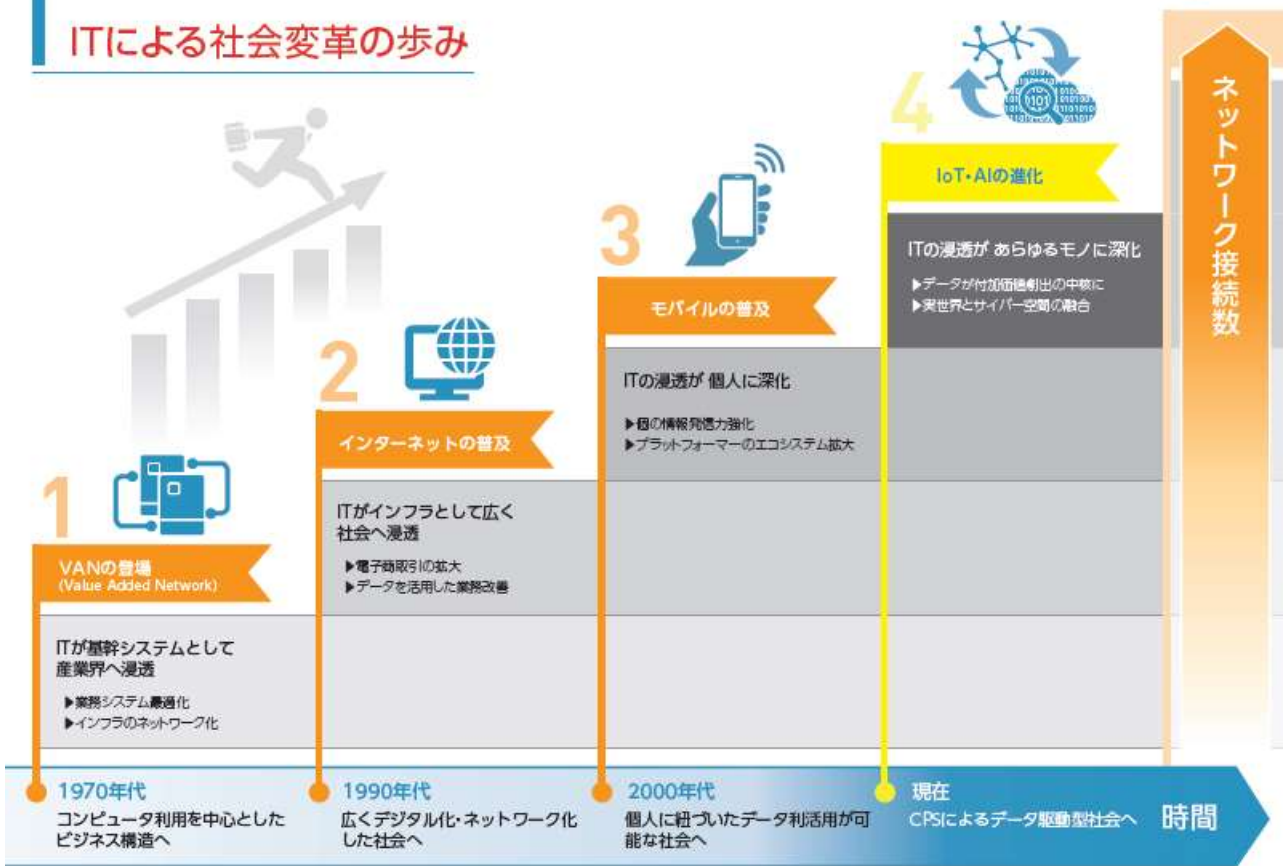 ITによる社会変革の歩み
1
VANの登場
(Value Added Network)
ITが基幹システムとして
産業界へ浸透
▶業務システム最適化
▶インフラのネットワーク化
2
インターネットの普及
ITがインフラとして広く
社会へ浸透
▶電子商取引の拡大
▶データを活用した業務改善
3
モバイルの普及
ITの浸透が 個人に深化
▶個の情報発信力強化
▶プラットフォーマーのエコシステム拡大
4
IoT・AIの進化
ITの浸透が あらゆるモノに深化
▶データが付加価値創出の中核に
▶実世界とサイバー空間の融合
ネットワーク接続数
1970年代
コンピュータ利用を中心とした
ビジネス構造へ
1990年代
広くデジタル化・ネットワーク化
した社会へ
2000年代
個人に紐づいたデータ利活用が可
能な社会へ
現在
CPSによるデータ駆動型社会へ
時間